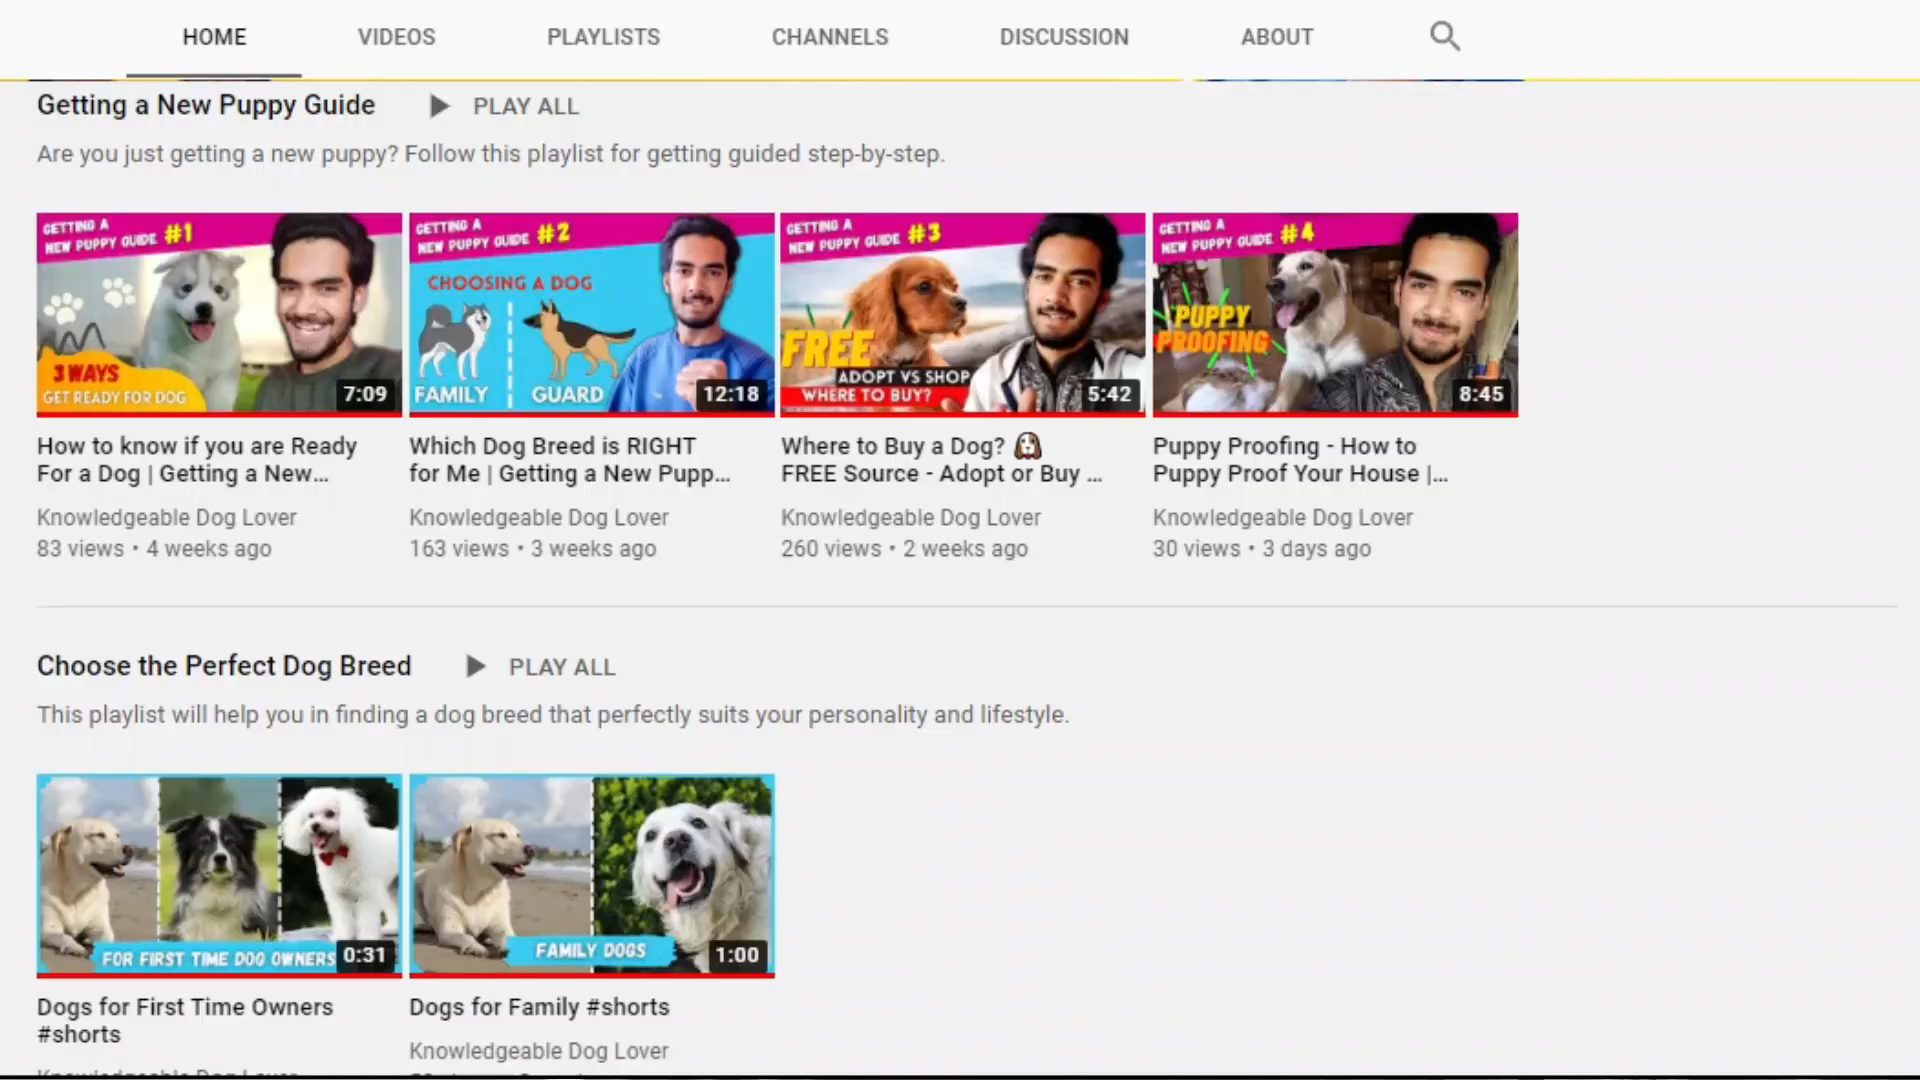 HOME VIDEOS PLAYLISTS CHANNELS DISCUSSION ABOUT
Getting a New Puppy Guide PLAY ALL
Are you just getting a new puppy? Follow this playlist for getting guided step-by-step.
GETTING A
NEW PUPPY GUIDE #1
3 WAYS
GET READY FOR DOG
7:09
GETTING A
NEW PUPPY GUIDE #2
CHOOSING A DOG
FAMILY GUARD
12:18
GETTING A
NEW PUPPY GUIDE #3
FREE
ADOPT VS SHOP
WHERE TO BUY?
5:42
GETTING A
NEW PUPPY GUIDE #4
PUPPY
PROOFING
8:45
How to know if you are Ready
For a Dog | Getting a New...
Knowledgeable Dog Lover
83 views • 4 weeks ago
Which Dog Breed is RIGHT
for Me | Getting a New Pupp...
Knowledgeable Dog Lover
163 views • 3 weeks ago
Where to Buy a Dog? 🐶
FREE Source - Adopt or Buy ...
Knowledgeable Dog Lover
260 views • 2 weeks ago
Puppy Proofing - How to
Puppy Proof Your House |...
Knowledgeable Dog Lover
30 views • 3 days ago
Choose the Perfect Dog Breed PLAY ALL
This playlist will help you in finding a dog breed that perfectly suits your personality and lifestyle.
FOR FIRST TIME DOG OWNERS
0:31
FAMILY DOGS
1:00
Dogs for First Time Owners
#shorts
Dogs for Family #shorts
Knowledgeable Dog Lover